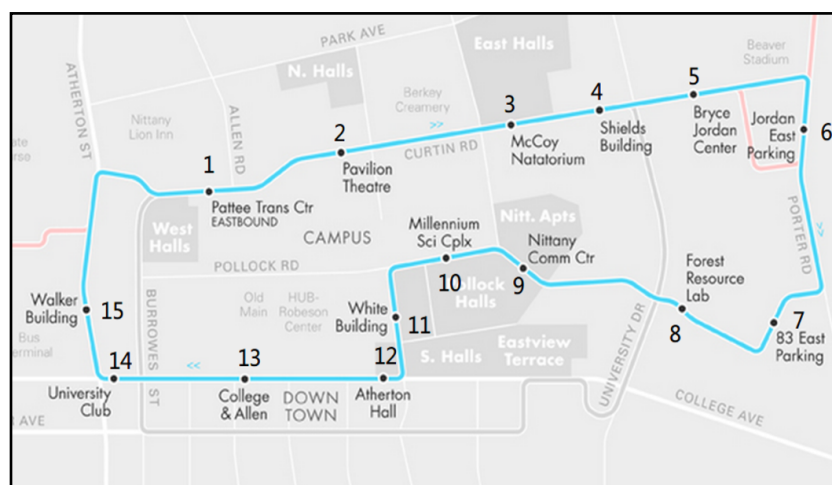 PARK AVE
East Halls
Beaver
Stadium
N. Halls
ATHERTON ST
Berkey
Creamery
Nittany
Lion Inn
ALLEN RD
>>
CURTIN RD
1
2
3
4
5
6
Pattee Trans Ctr
EASTBOUND
Pavilion
Theatre
McCoy
Natatorium
Shields
Building
Bryce
Jordan
Center
Jordan
East
Parking
West
Halls
CAMPUS
Millennium
Sci Cplx
Nitt. Apts
Nittany
Comm Ctr
PORTER RD
>>
POLLOCK RD
10
9
Forest
Resource
Lab
Walker
Building
15
BURROWES ST
Old
Main
HUB-
Robeson
Center
White
Building
11
Halls
8
7
83 East
Parking
Bus
UNIVERSITY DR
S. Halls
Eastview
Terrace
<<
14
13
12
University
Club
College
& Allen
DOWN
TOWN
Atherton
Hall
COLLEGE AVE
AVE